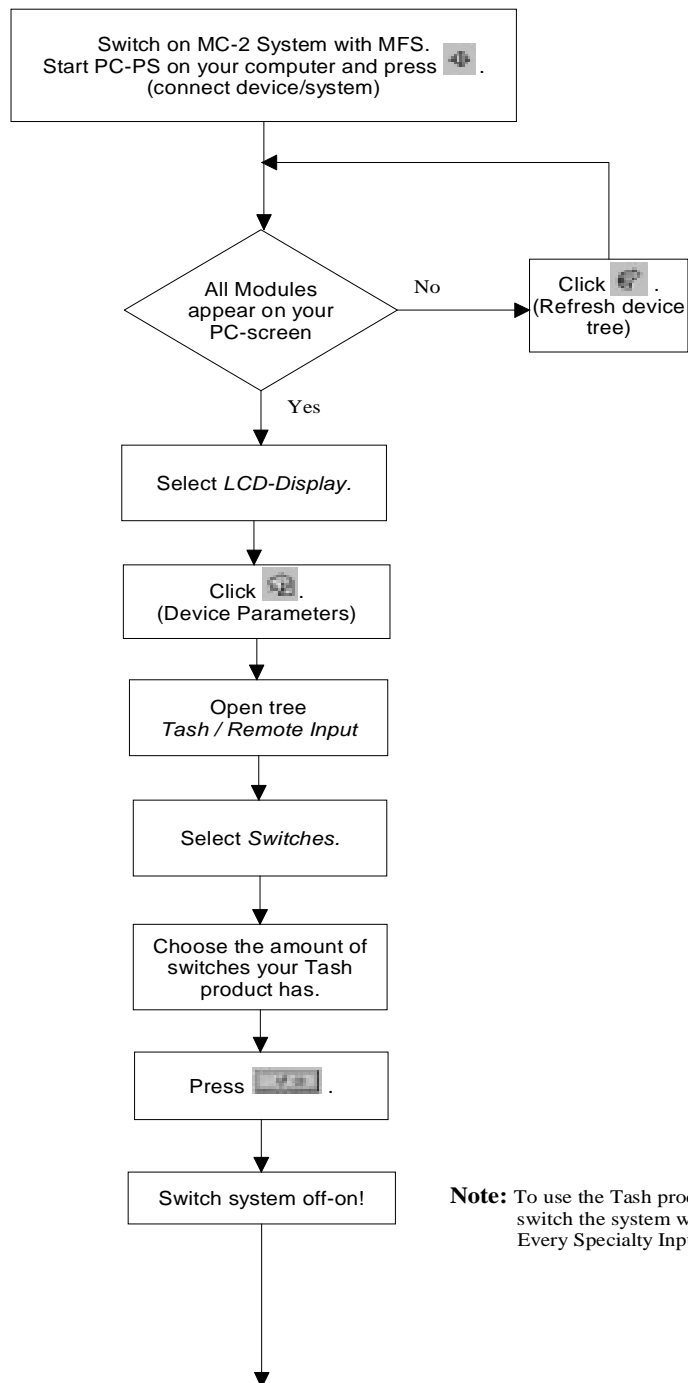 Switch on MC-2 System with MFS.
Start PC-PS on your computer and press .
(connect device/system)
All Modules
appear on your
PC-screen
No
Click .
(Refresh device
tree)
Yes
Select LCD-Display.
Click .
(Device Parameters)
Open tree
Tash / Remote Input
Select Switches.
Choose the amount of
switches your Tash
product has.
Press .
Switch system off-on!
Note: To use the Tash
switch the system
Every Specialty